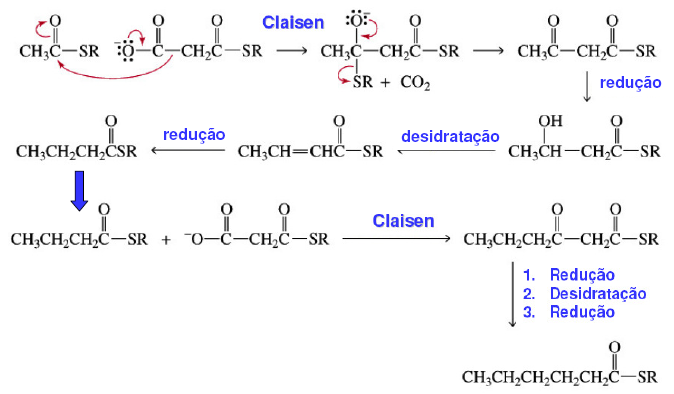 O O O Claisen O⁻ O O O
CH₃C—SR ⁻O—C—CH₂C—SR CH₃C—CH₂C—SR CH₃C—CH₂C—SR
SR + CO₂
redução
O redução O desidratação OH O
CH₃CH₂CH₂CSR CH₃CH=CHC—SR CH₃CH—CH₂C—SR
O O O Claisen O O
CH₃CH₂CH₂C—SR + ⁻O—C—CH₂C—SR CH₃CH₂CH₂C—CH₂C—SR
1. Redução
2. Desidratação
3. Redução
O
CH₃CH₂CH₂CH₂CH₂C—SR